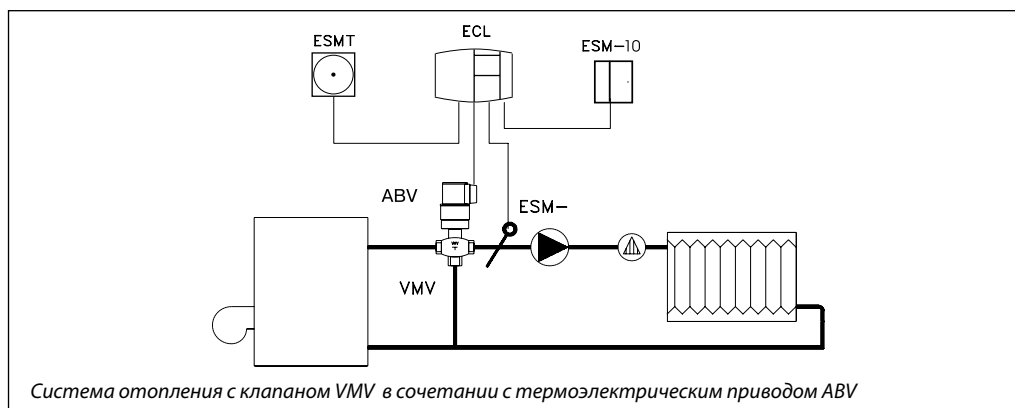 ESMT
ECL
ESM-10
ABV
ESM-
VMV
Система отопления с клапаном VMV в сочетании с термоэлектрическим приводом ABV